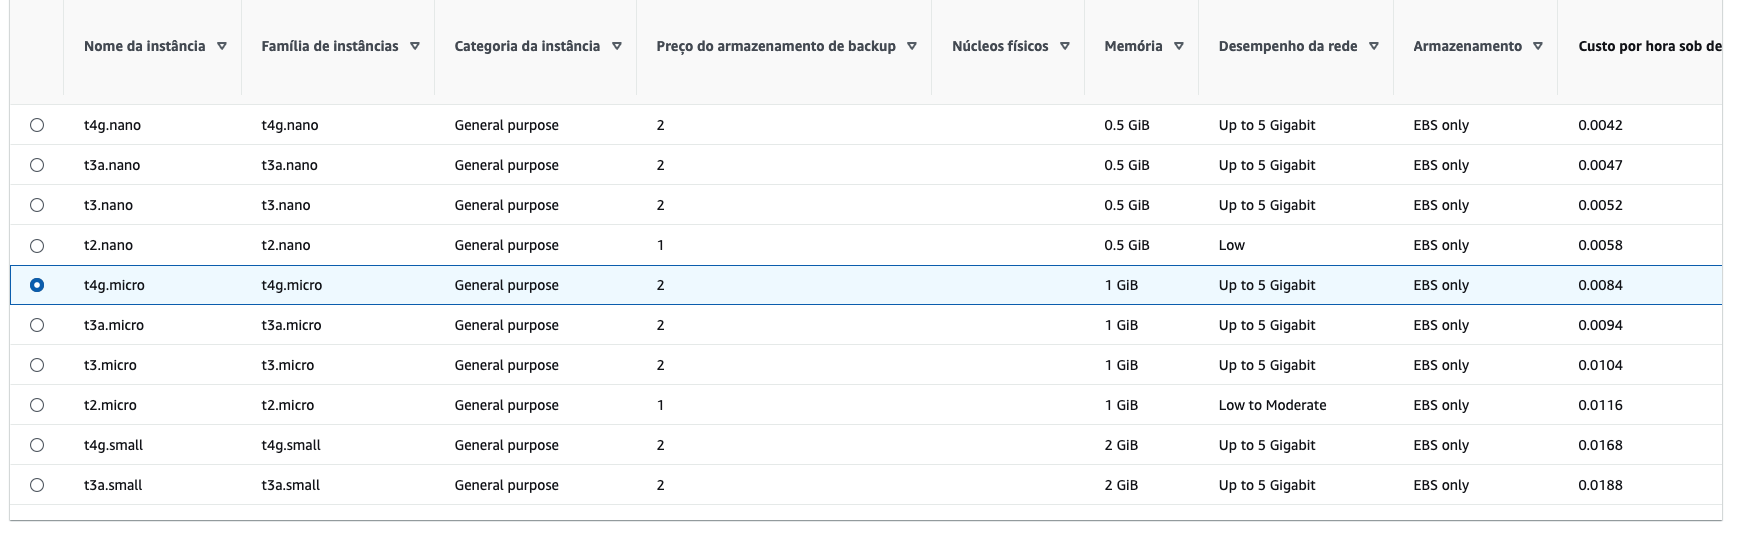 Nome da instância Família de instâncias Categoria da instância Preço do armazenamento de backup Núcleos físicos Memória Desempenho da rede Armazenamento Custo por hora sob de
t4g.nano t4g.nano General purpose 2 0.5 GiB Up to 5 Gigabit EBS only 0.0042
t3a.nano t3a.nano General purpose 2 0.5 GiB Up to 5 Gigabit EBS only 0.0047
t3.nano t3.nano General purpose 2 0.5 GiB Up to 5 Gigabit EBS only 0.0052
t2.nano t2.nano General purpose 1 0.5 GiB Low EBS only 0.0058
t4g.micro t4g.micro General purpose 2 1 GiB Up to 5 Gigabit EBS only 0.0084
t3a.micro t3a.micro General purpose 2 1 GiB Up to 5 Gigabit EBS only 0.0094
t3.micro t3.micro General purpose 2 1 GiB Up to 5 Gigabit EBS only 0.0104
t2.micro t2.micro General purpose 1 1 GiB Low to Moderate EBS only 0.0116
t4g.small t4g.small General purpose 2 2 GiB Up to 5 Gigabit EBS only 0.0168
t3a.small t3a.small General purpose 2 2 GiB Up to 5 Gigabit EBS only 0.0188